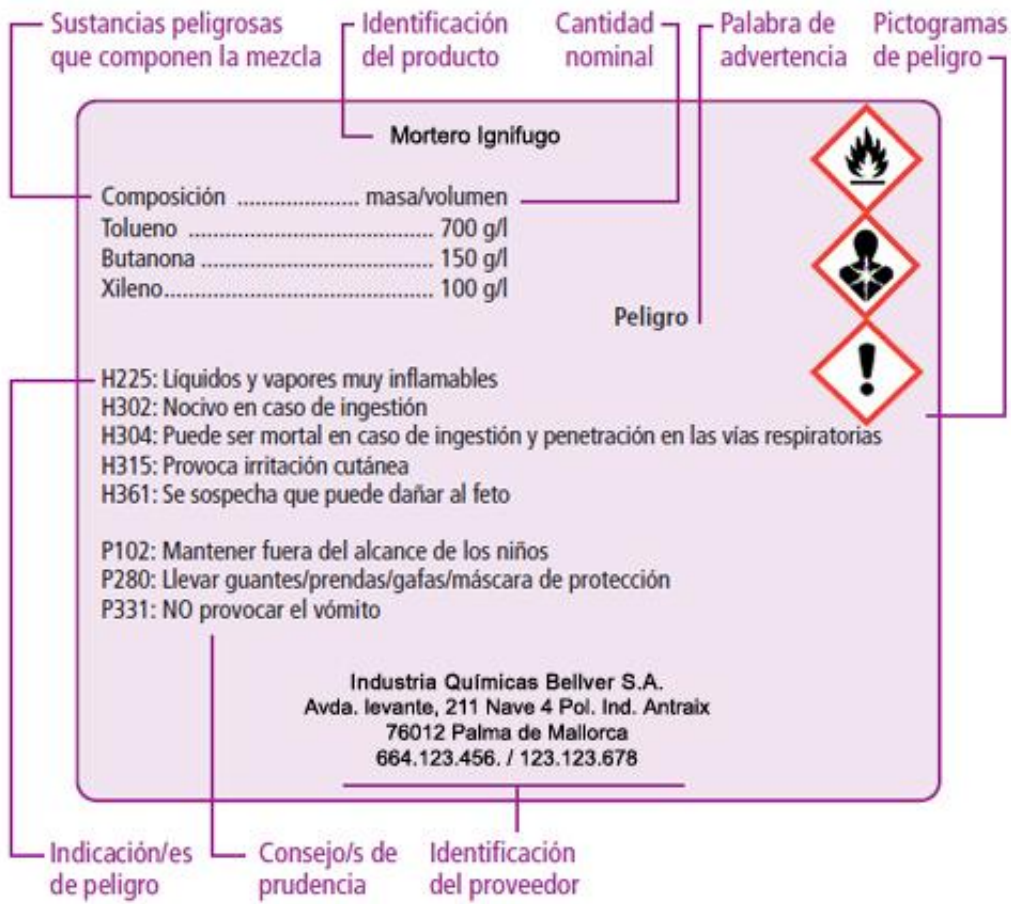 Sustancias peligrosas
que componen la mezcla
Identificación
del producto
Cantidad
nominal
Palabra de
advertencia
Pictogramas
de peligro
Mortero Ignifugo
Composición .................... masa/volumen
Tolueno ......................................... 700 g/l
Butanona ....................................... 150 g/l
Xileno............................................. 100 g/l
Peligro
H225: Líquidos y vapores muy inflamables
H302: Nocivo en caso de ingestión
H304: Puede ser mortal en caso de ingestión y penetración en las vías respiratorias
H315: Provoca irritación cutánea
H361: Se sospecha que puede dañar al feto
P102: Mantener fuera del alcance de los niños
P280: Llevar guantes/prendas/gafas/máscara de protección
P331: NO provocar el vómito
Industria Químicas Bellver S.A.
Avda. levante, 211 Nave 4 Pol. Ind. Antraix
76012 Palma de Mallorca
664.123.456. / 123.123.678
Indicación/es
de peligro
Consejo/s de
prudencia
Identificación
del proveedor